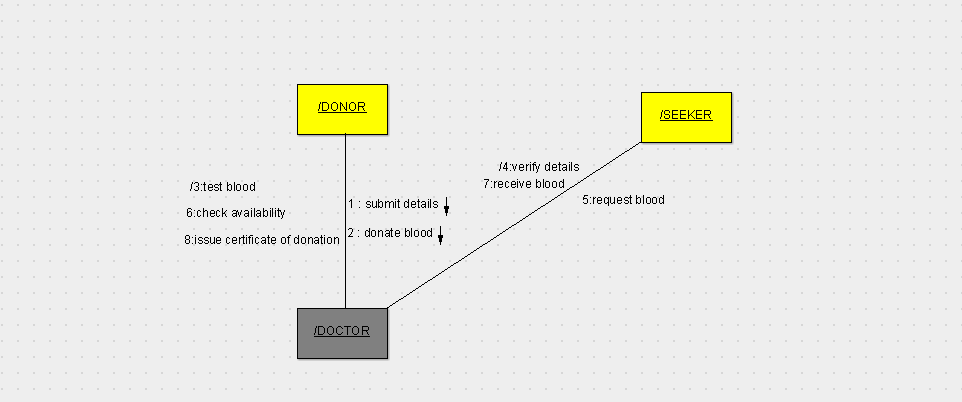 /DONOR
/SEEKER
/4:verify details
7:receive blood
/3:test blood
5:request blood
1 : submit details
6:check availability
2 : donate blood
8:issue certificate of donation
/DOCTOR